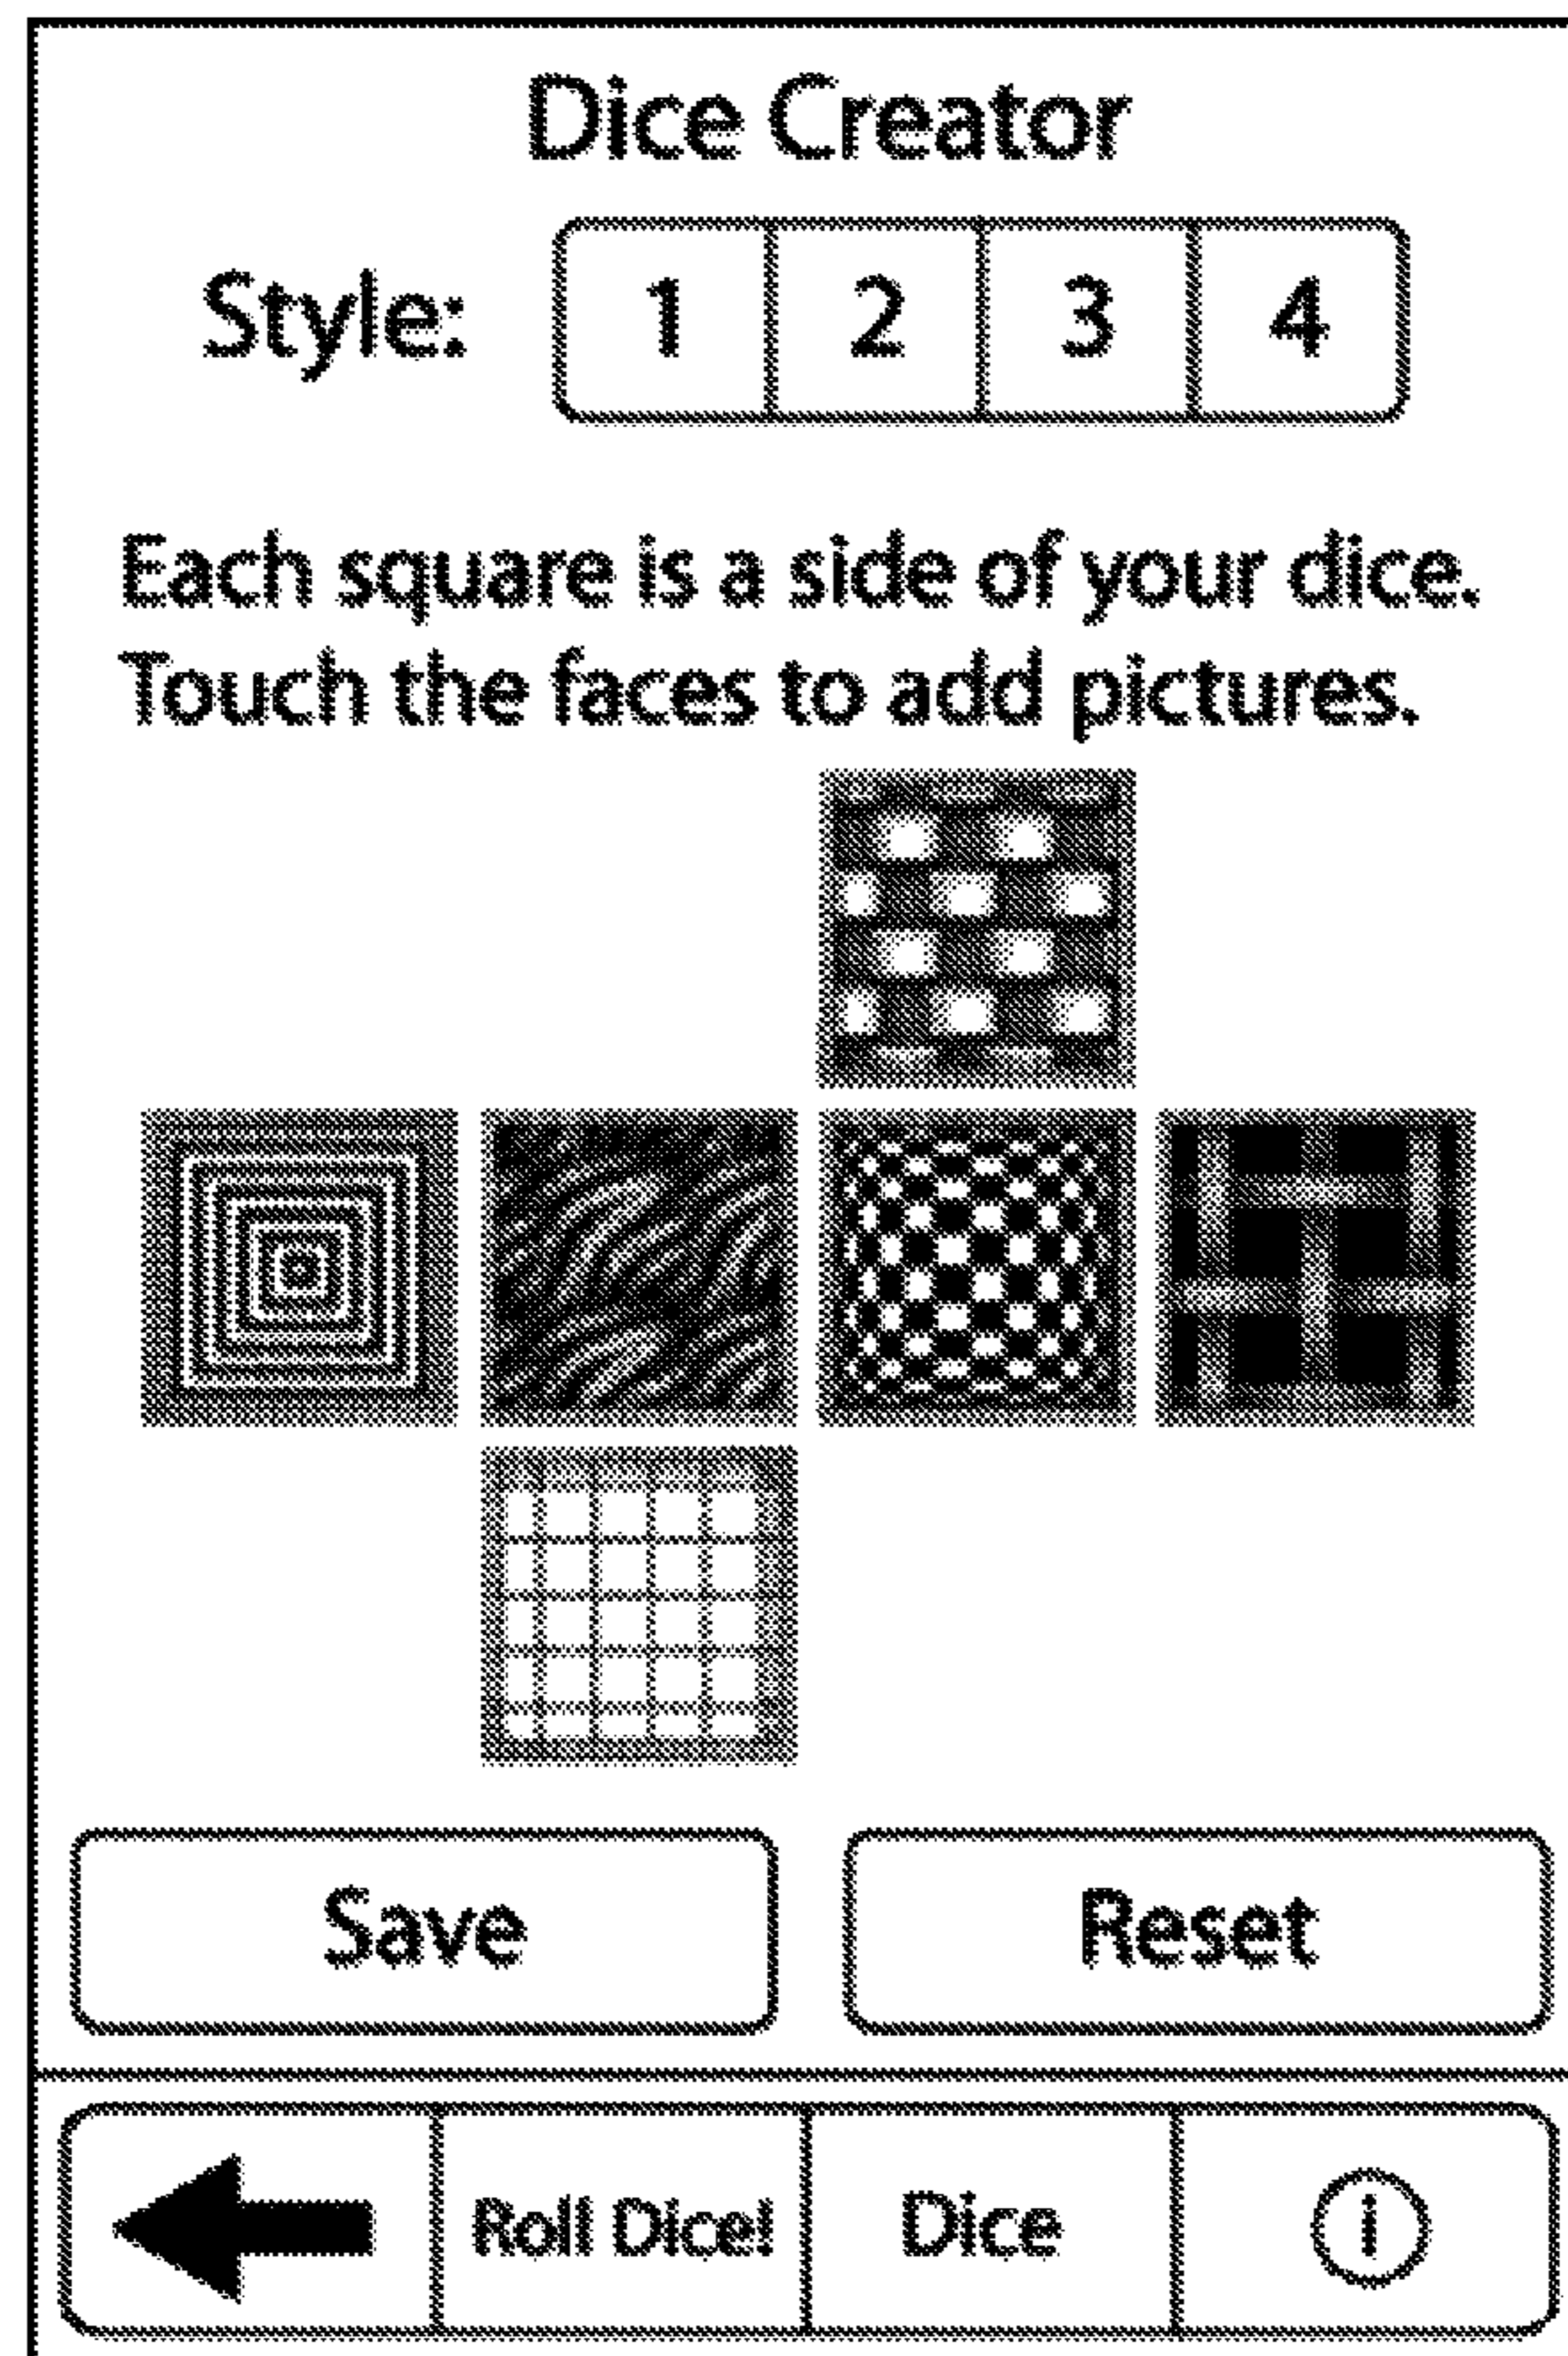 Dice Creator
Style: 1 2 3 4
Each square is a side of your dice.
Touch the faces to add pictures.
Save Reset
Roll Dice! Dice i